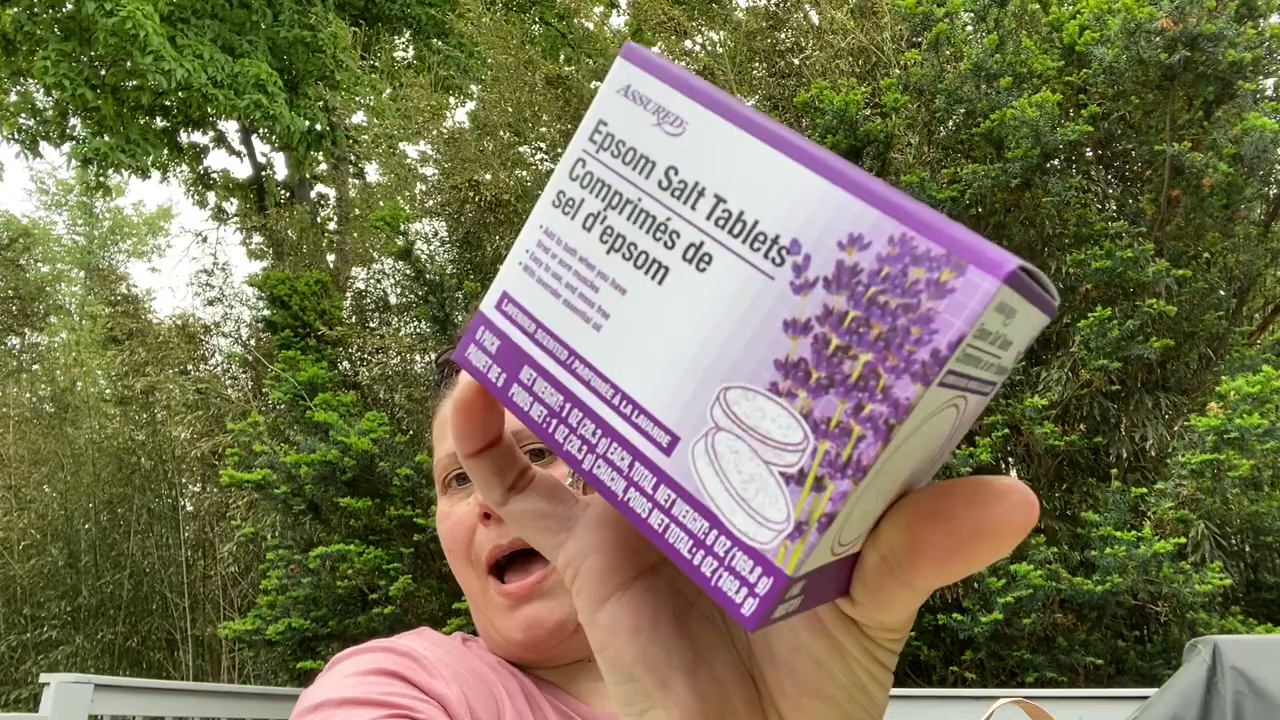 ASSURED
Epsom Salt Tablets
Comprimés de
sel d'epsom
• Add to bath when you have
tired or sore muscles
• Easy to use, and mess free
• With lavender essential oil
LAVENDER SCENTED / PARFUMÉE À LA LAVANDE
6 PACK
PAQUET DE 6
NET WEIGHT: 1 OZ (28.3 g) EACH, TOTAL NET WEIGHT: 6 OZ (169.8 g)
POIDS NET : 1 OZ (28.3 g) CHACUN, POIDS NET TOTAL: 6 OZ (169.8 g)